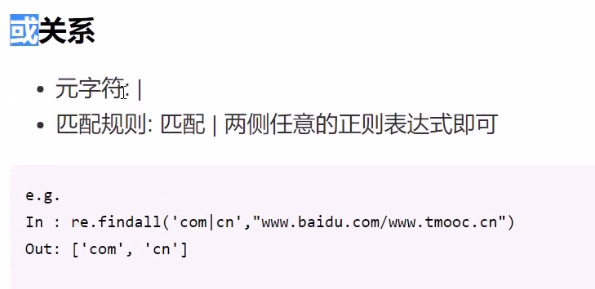 或关系
元字符: |
匹配规则: 匹配 | 两侧任意的正则表达式即可
e.g.
In : re.findall('com|cn',"www.baidu.com/www.tmooc.cn")
Out: ['com', 'cn']